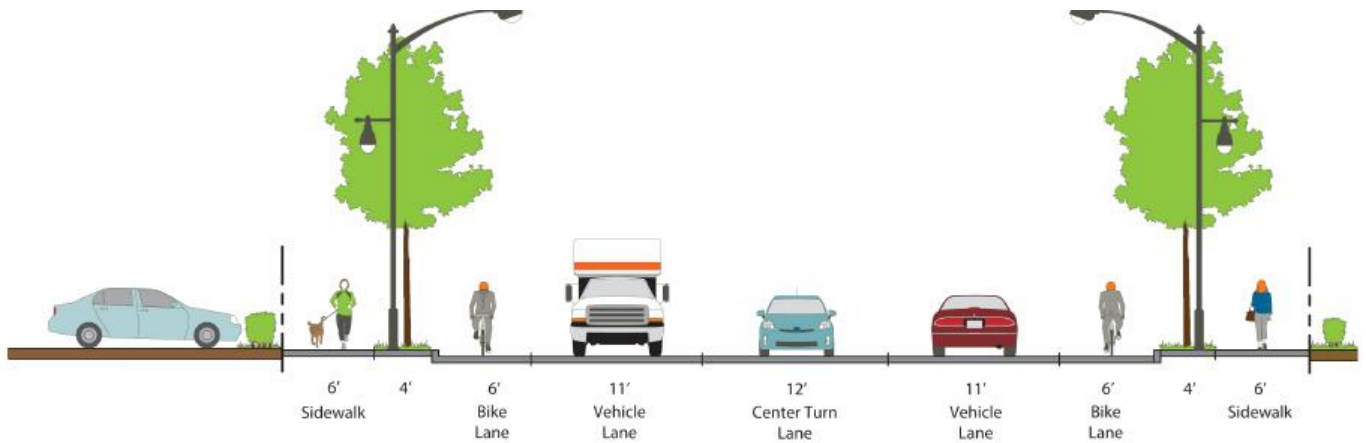 6' 4' 6' 11' 12' 11' 6' 4' 6'
Sidewalk Bike Vehicle Center Turn Vehicle Bike Sidewalk
Lane Lane Lane Lane Lane